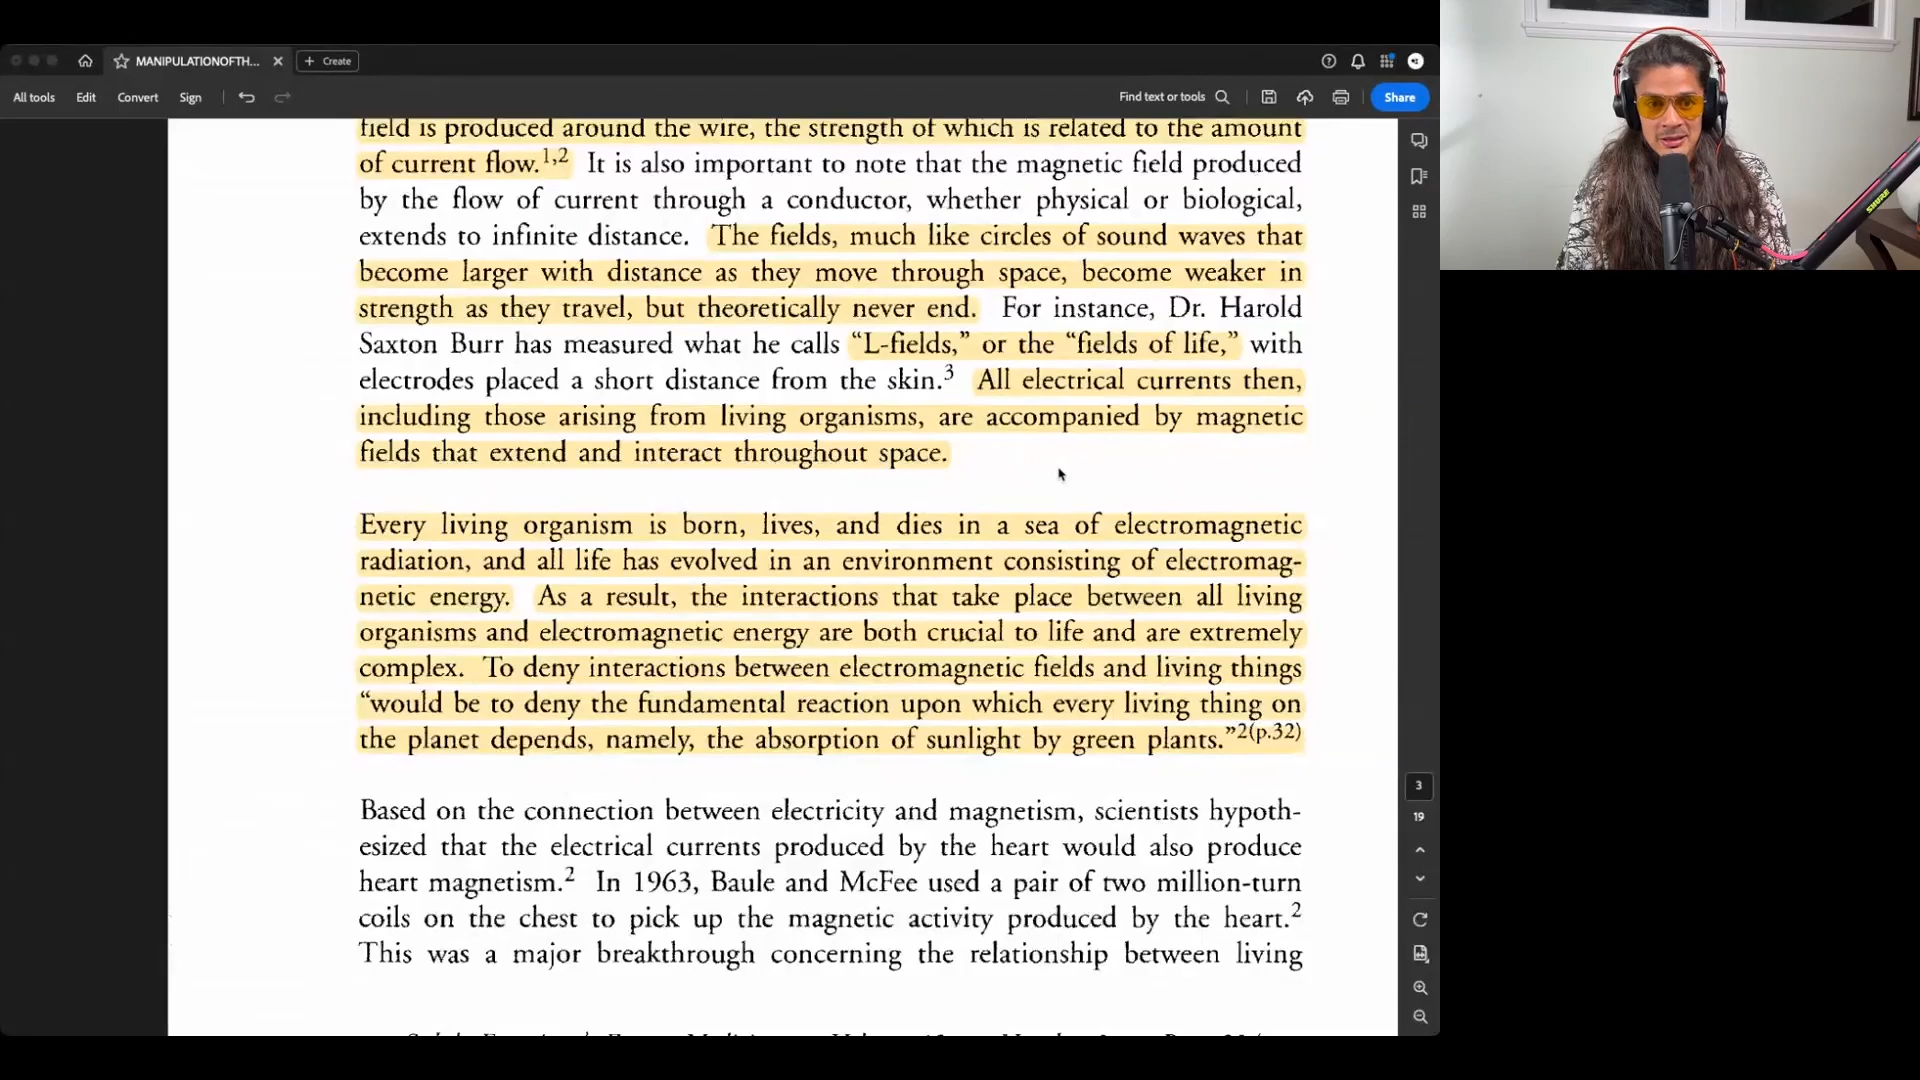 MANIPULATIONOFTH...
Create
All tools
Edit
Convert
Sign
Find text or tools
Share
field is produced around the wire, the strength of which is related to the amount
of current flow.1,2 It is also important to note that the magnetic field produced
by the flow of current through a conductor, whether physical or biological,
extends to infinite distance. The fields, much like circles of sound waves that
become larger with distance as they move through space, become weaker in
strength as they travel, but theoretically never end. For instance, Dr. Harold
Saxton Burr has measured what he calls “L-fields,” or the “fields of life,” with
electrodes placed a short distance from the skin.3 All electrical currents then,
including those arising from living organisms, are accompanied by magnetic
fields that extend and interact throughout space.
Every living organism is born, lives, and dies in a sea of electromagnetic
radiation, and all life has evolved in an environment consisting of electromag-
netic energy. As a result, the interactions that take place between all living
organisms and electromagnetic energy are both crucial to life and are extremely
complex. To deny interactions between electromagnetic fields and living things
“would be to deny the fundamental reaction upon which every living thing on
the planet depends, namely, the absorption of sunlight by green plants.”2(p.32)
Based on the connection between electricity and magnetism, scientists hypoth-
esized that the electrical currents produced by the heart would also produce
heart magnetism.2 In 1963, Baule and McFee used a pair of two million-turn
coils on the chest to pick up the magnetic activity produced by the heart.2
This was a major breakthrough concerning the relationship between living
3
19
SHURE